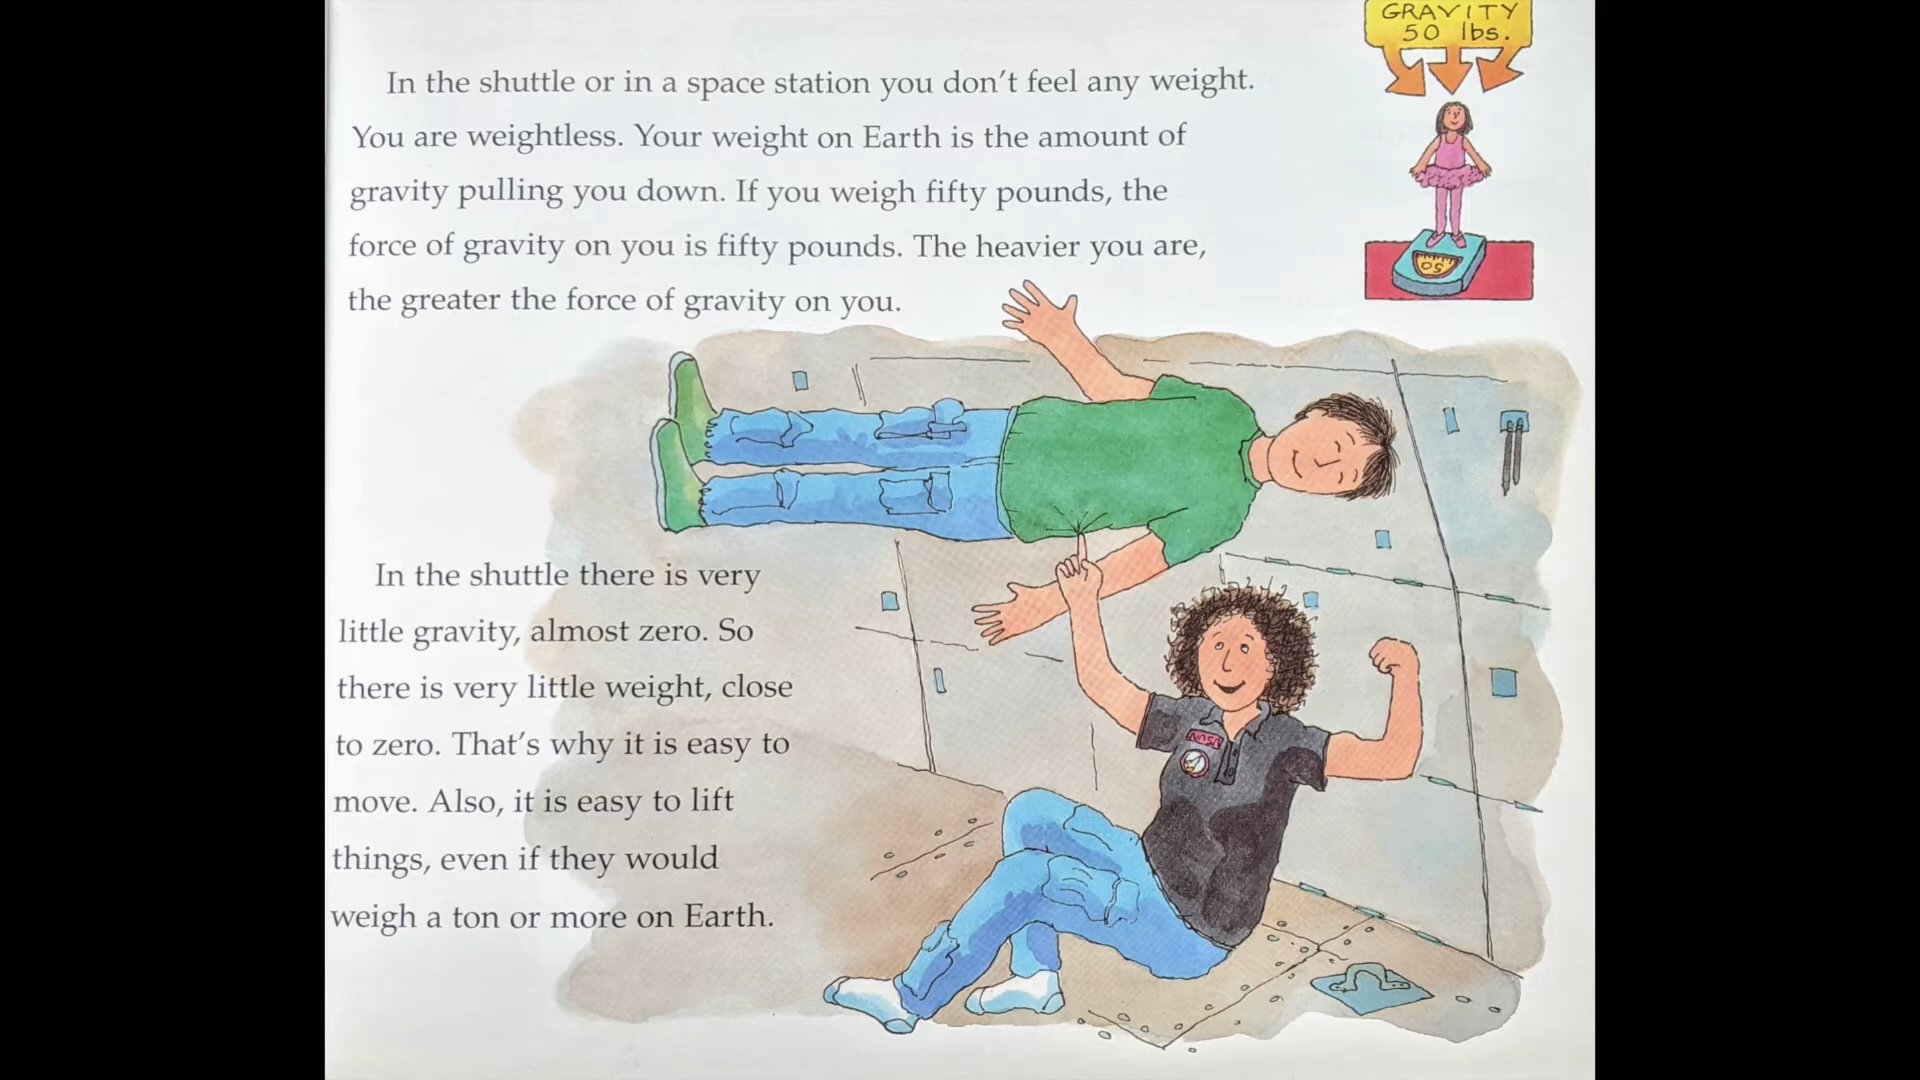 GRAVITY
50 lbs.
In the shuttle or in a space station you don't feel any weight.
You are weightless. Your weight on Earth is the amount of
gravity pulling you down. If you weigh fifty pounds, the
force of gravity on you is fifty pounds. The heavier you are,
the greater the force of gravity on you.
50
In the shuttle there is very
little gravity, almost zero. So
there is very little weight, close
to zero. That's why it is easy to
move. Also, it is easy to lift
things, even if they would
weigh a ton or more on Earth.
NASA